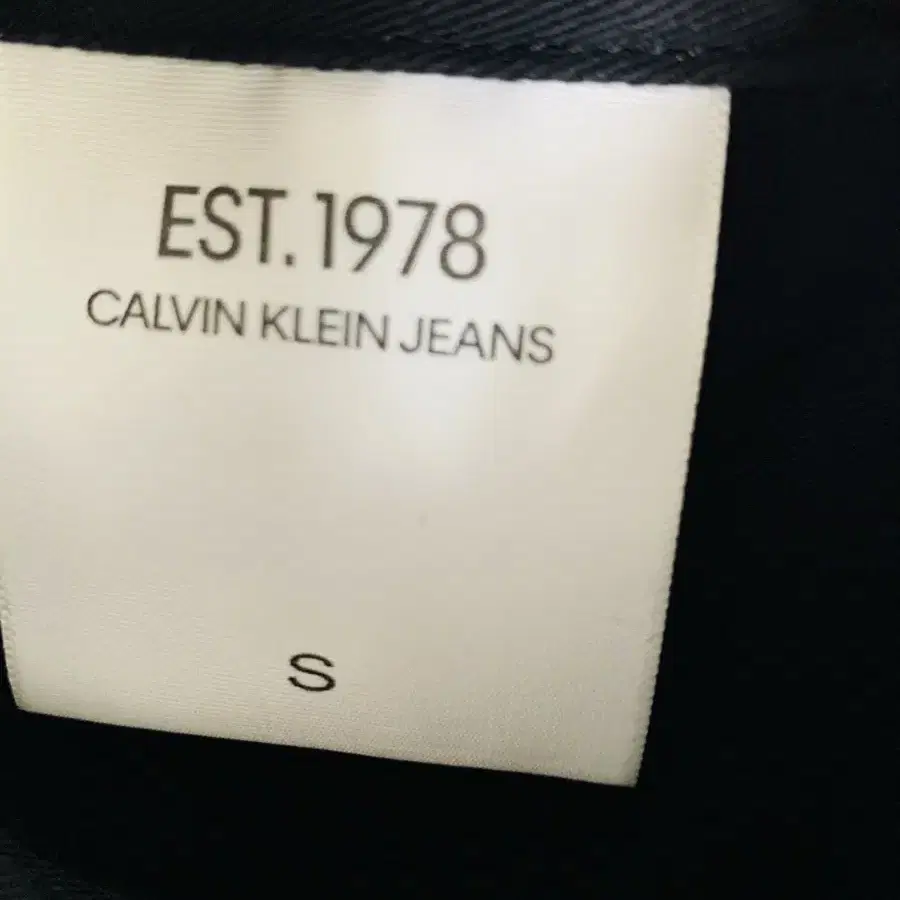 EST. 1978
CALVIN KLEIN JEANS
S